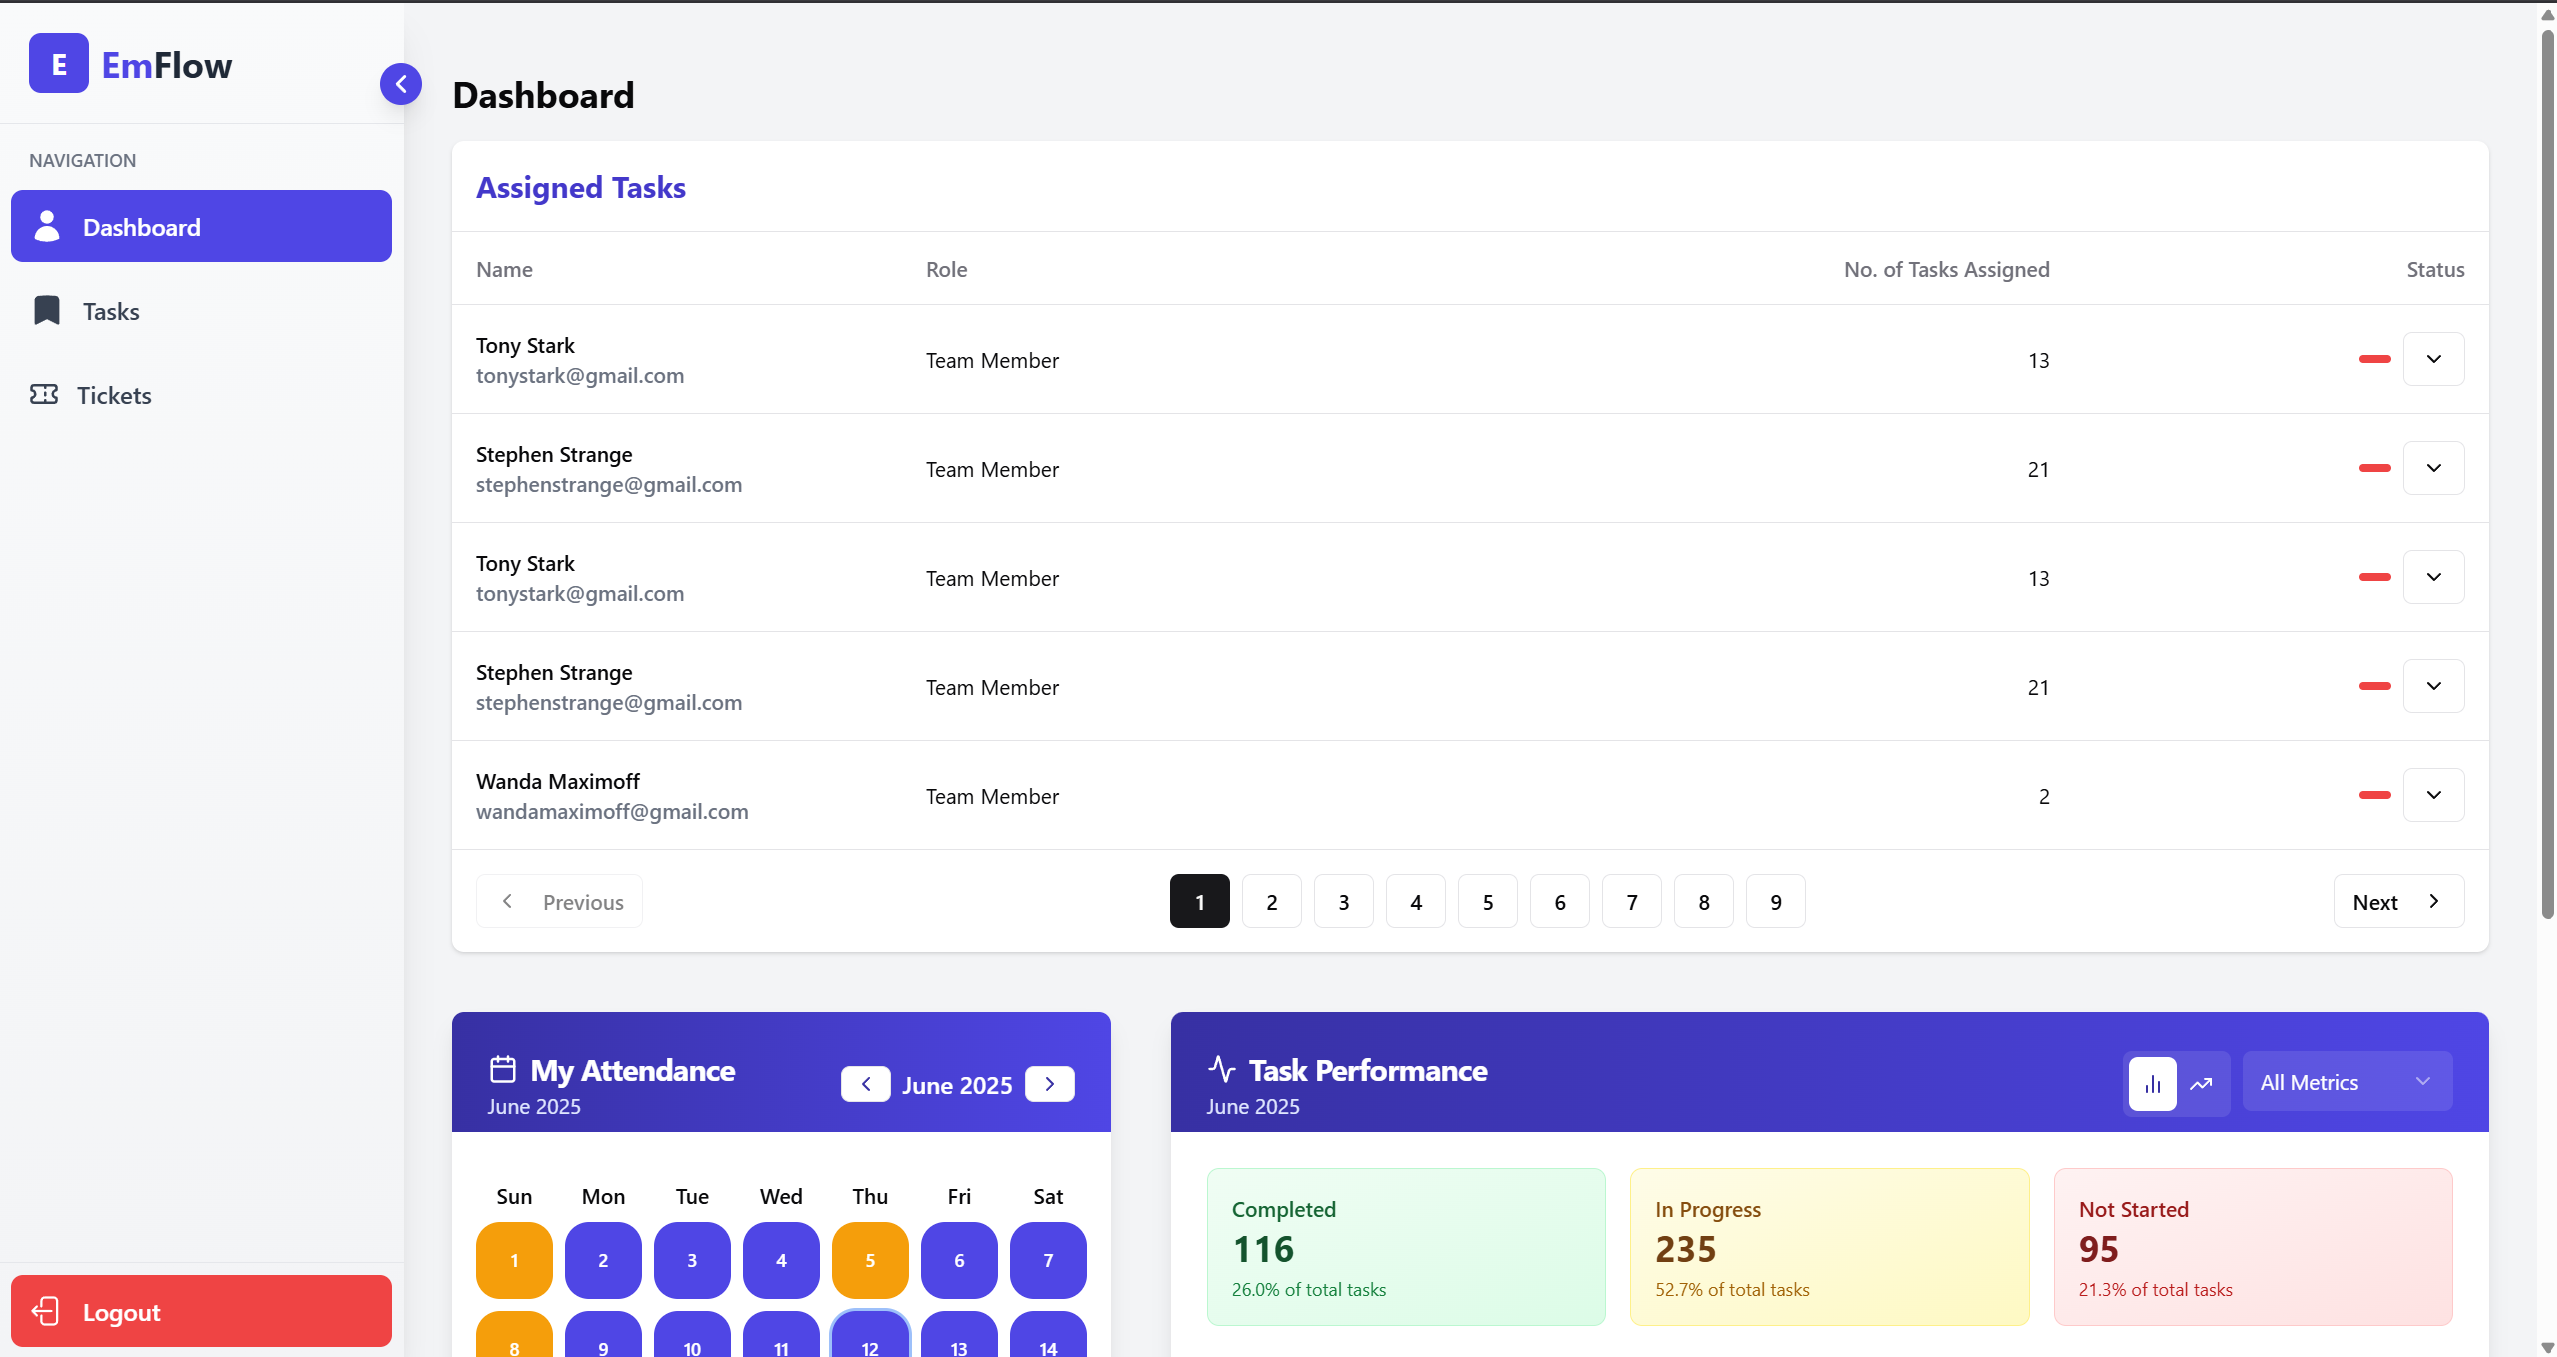 E EmFlow
NAVIGATION
Dashboard
Tasks
Tickets
Logout
Dashboard
Assigned Tasks
Name Role No. of Tasks Assigned Status
Tony Stark
tonystark@gmail.com
Team Member 13
Stephen Strange
stephenstrange@gmail.com
Team Member 21
Tony Stark
tonystark@gmail.com
Team Member 13
Stephen Strange
stephenstrange@gmail.com
Team Member 21
Wanda Maximoff
wandamaximoff@gmail.com
Team Member 2
Previous 1 2 3 4 5 6 7 8 9 Next
My Attendance
June 2025
June 2025
Sun Mon Tue Wed Thu Fri Sat
1 2 3 4 5 6 7
8 9 10 11 12 13 14
Task Performance
June 2025
All Metrics
Completed
116
26.0% of total tasks
In Progress
235
52.7% of total tasks
Not Started
95
21.3% of total tasks